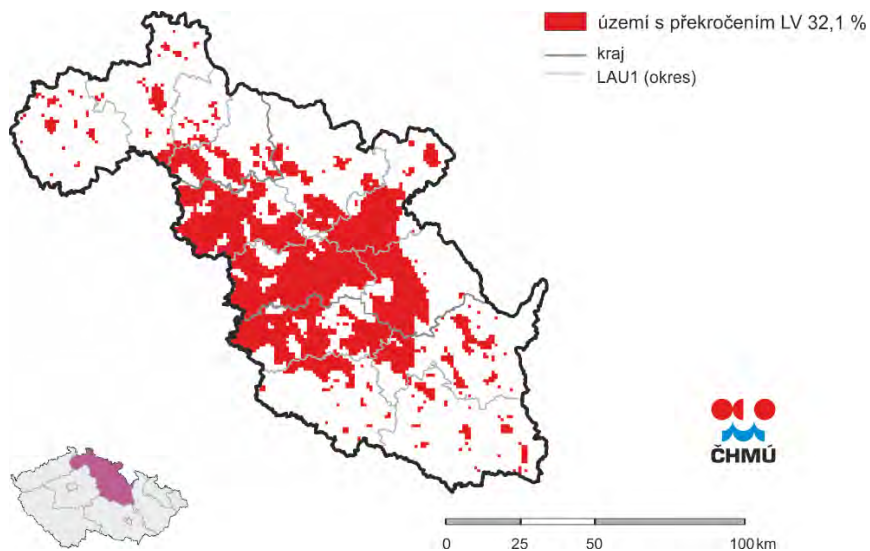 území s překročením LV 32,1 %
kraj
LAU1 (okres)
ČHMÚ
0 25 50 100 km